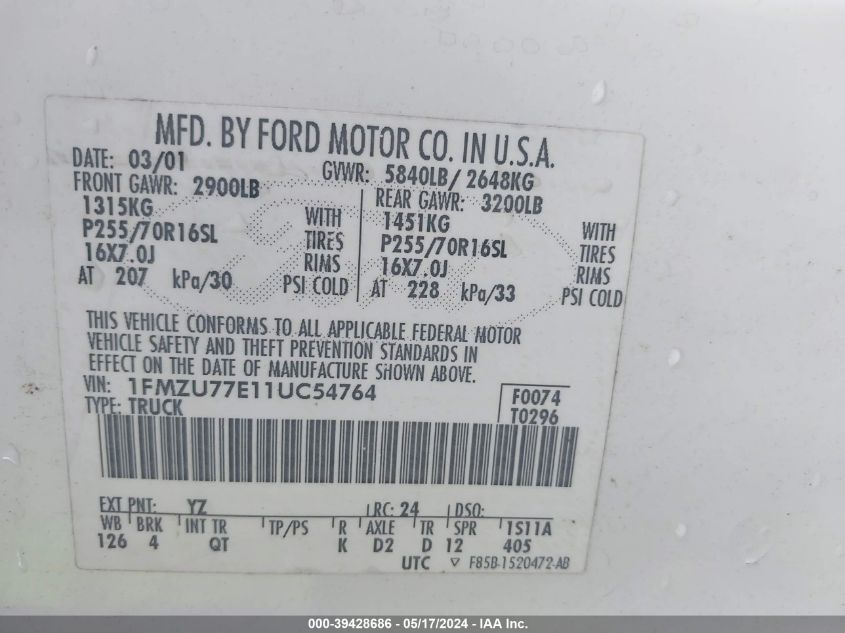 MFD. BY FORD MOTOR CO. IN U.S.A.
DATE: 03/01 GVWR: 5840LB/ 2648KG
FRONT GAWR: 2900LB REAR GAWR: 3200LB
1315KG WITH 1451KG WITH
P255/70R16SL TIRES P255/70R16SL TIRES
16X7.0J RIMS 16X7.0J RIMS
AT 207 kPa/30 PSI COLD AT 228 kPa/33 PSI COLD
THIS VEHICLE CONFORMS TO ALL APPLICABLE FEDERAL MOTOR
VEHICLE SAFETY AND THEFT PREVENTION STANDARDS IN
EFFECT ON THE DATE OF MANUFACTURE SHOWN ABOVE.
VIN: 1FMZU77E11UC54764 F0074
TYPE: TRUCK T0296
EXT PNT: YZ RC: 24 DSO:
WB BRK INT TR TP/PS R AXLE TR SPR 1S11A
126 4 QT K D2 D 12 405
UTC ▽ F85B-1520472-AB
000-39428686 - 05/17/2024 - IAA Inc.